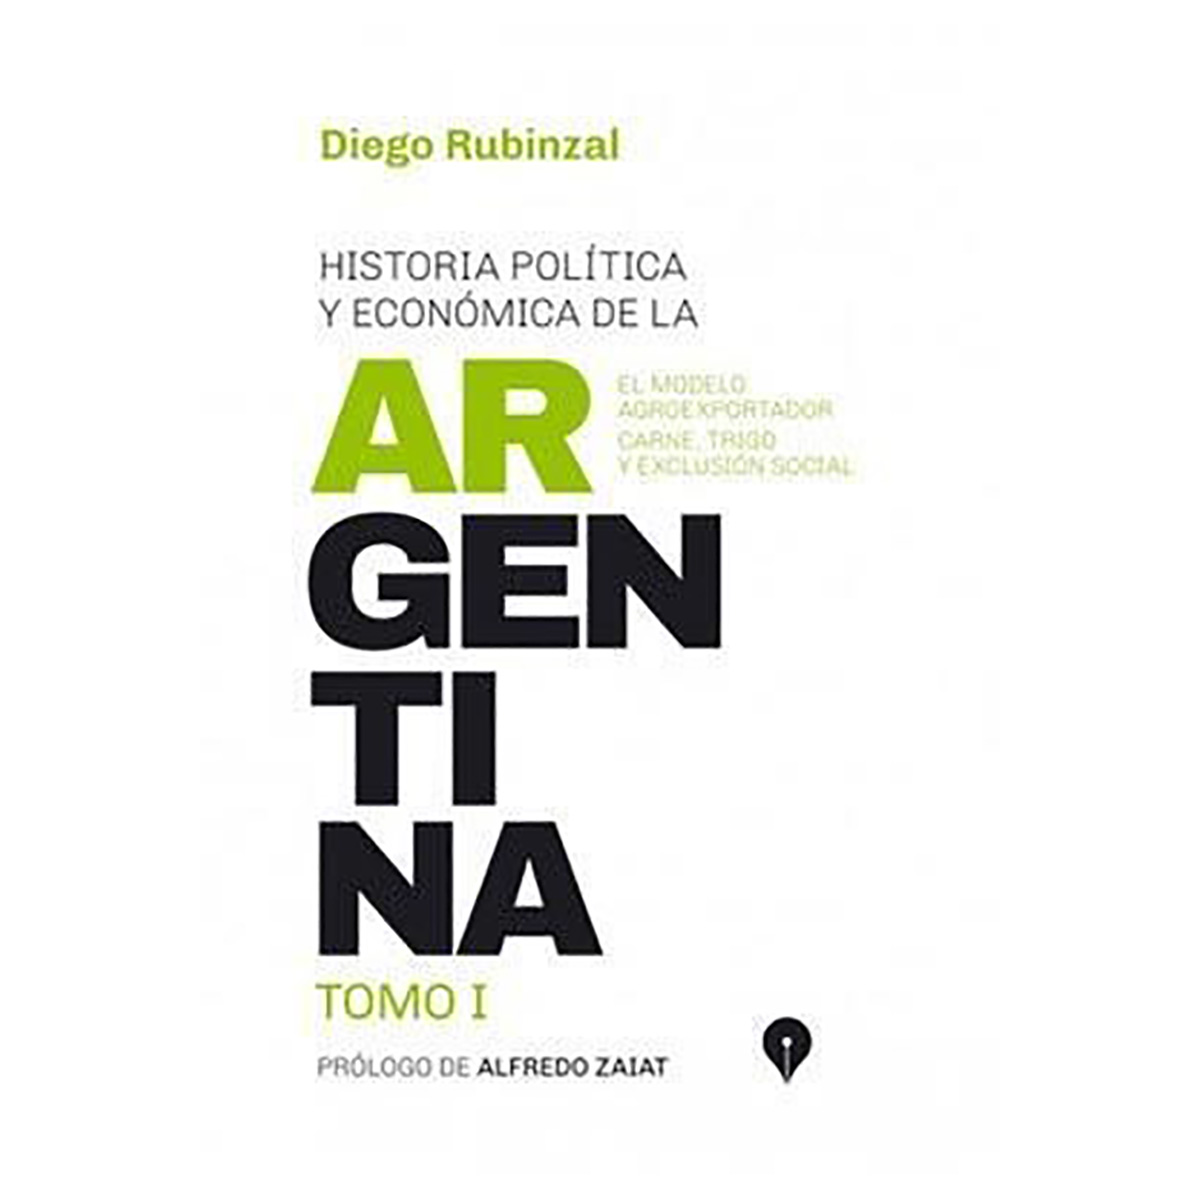 Diego Rubinzal
HISTORIA POLÍTICA
Y ECONÓMICA DE LA
AR
EL MODELO
AGROEXPORTADOR
CARNE, TRIGO
Y EXCLUSIÓN SOCIAL
GEN
TI
NA
TOMO I
PRÓLOGO DE ALFREDO ZAIAT